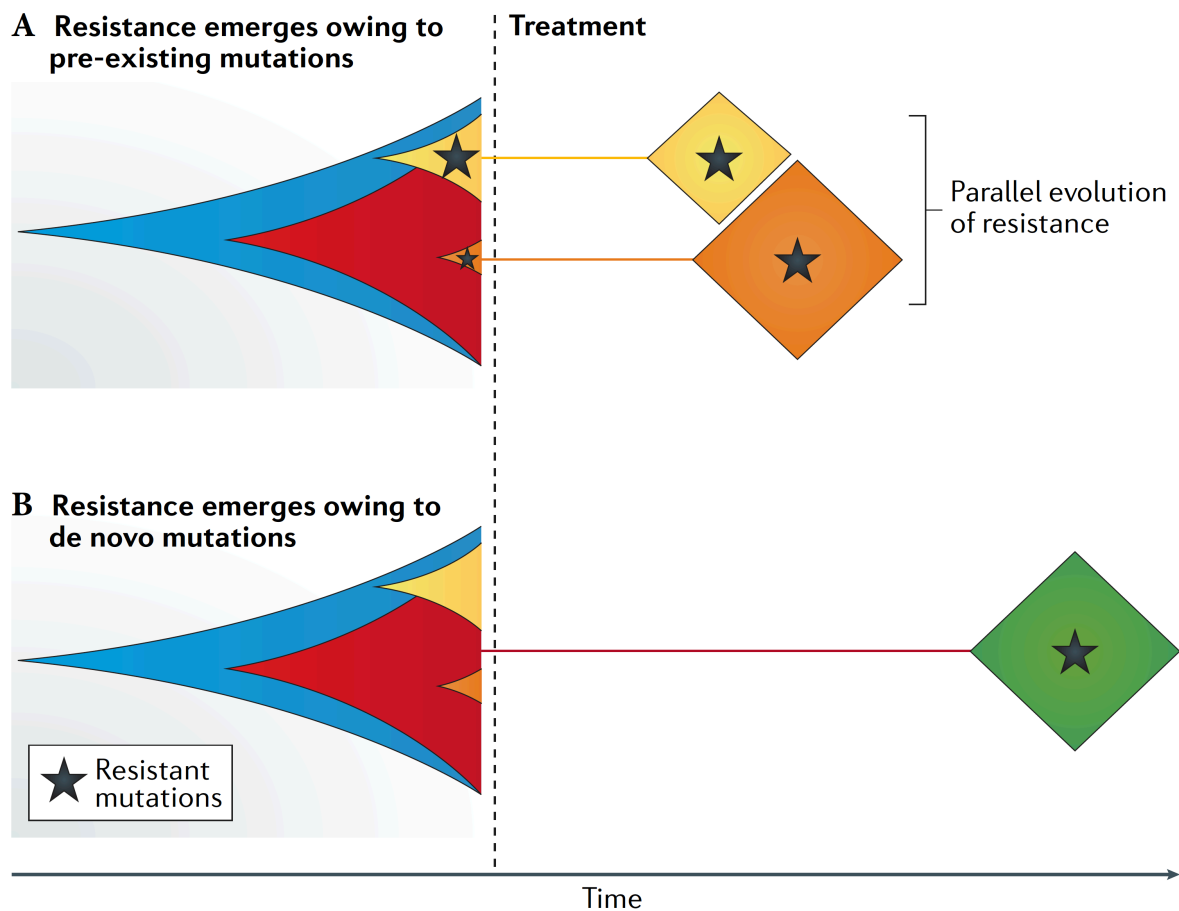 A Resistance emerges owing to
pre-existing mutations
Treatment
Parallel evolution
of resistance
B Resistance emerges owing to
de novo mutations
Resistant
mutations
Time